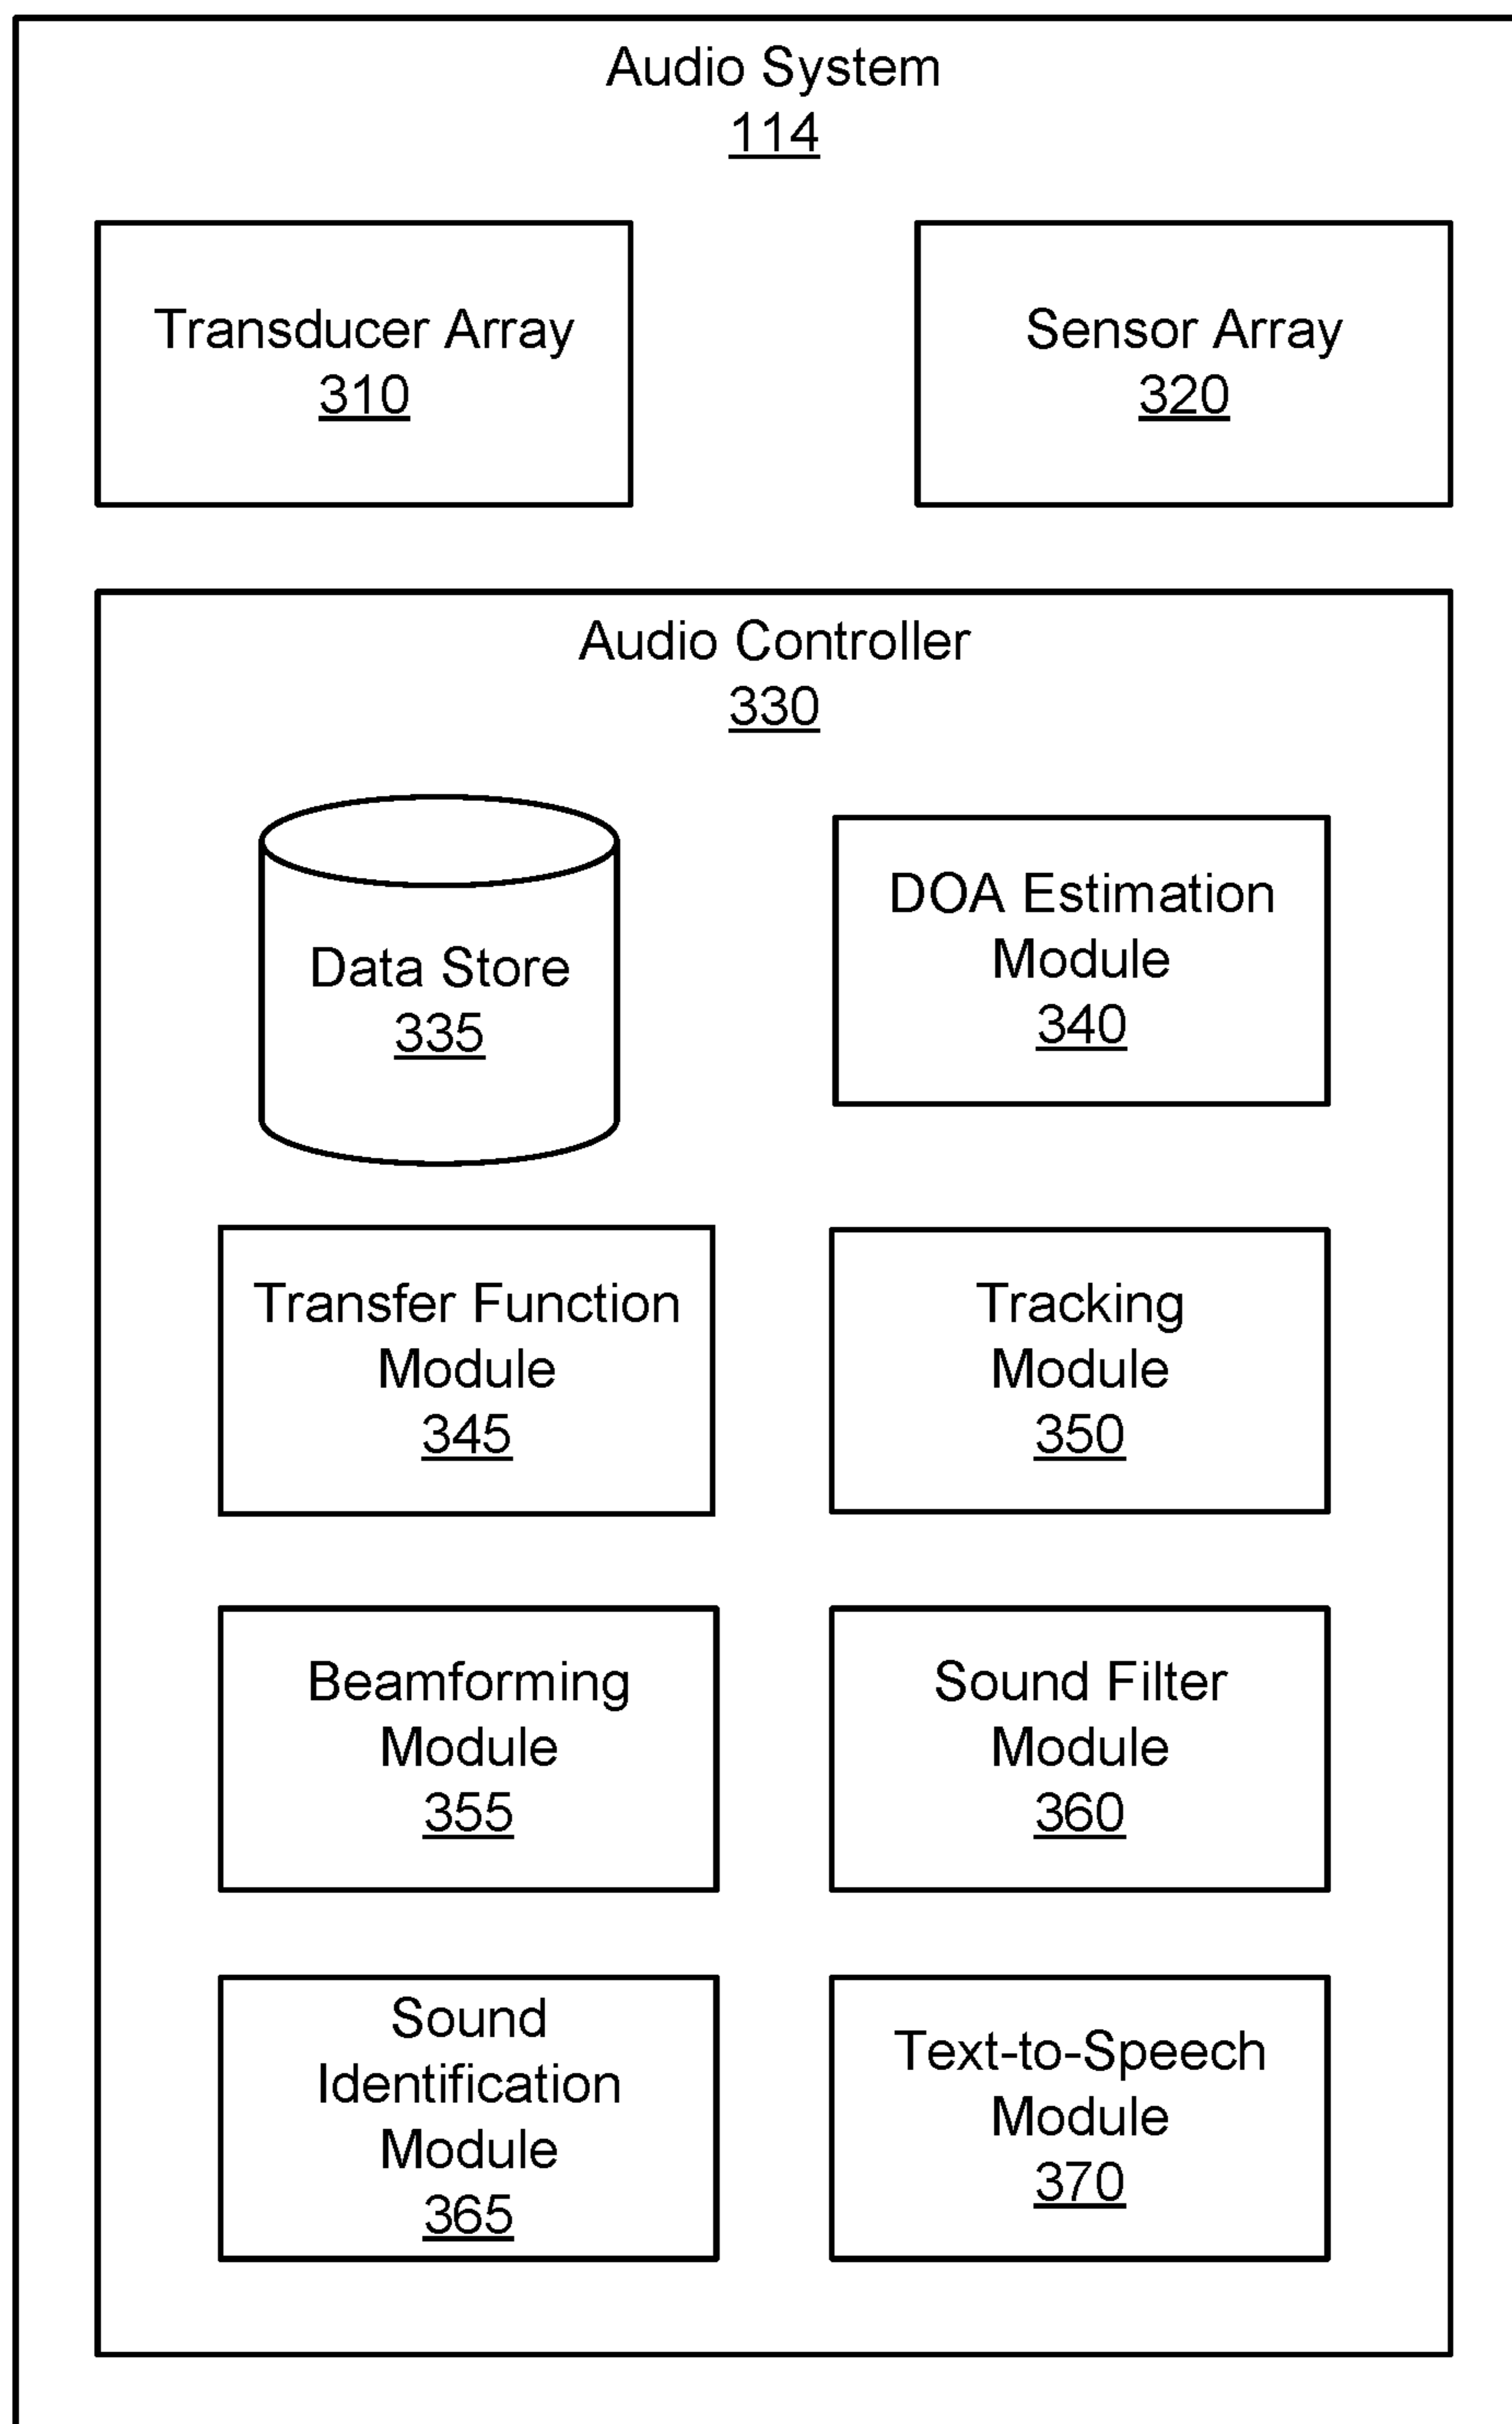 Audio System
114
Transducer Array
310
Sensor Array
320
Audio Controller
330
Data Store
335
DOA Estimation
Module
340
Transfer Function
Module
345
Tracking
Module
350
Beamforming
Module
355
Sound Filter
Module
360
Sound
Identification
Module
365
Text-to-Speech
Module
370